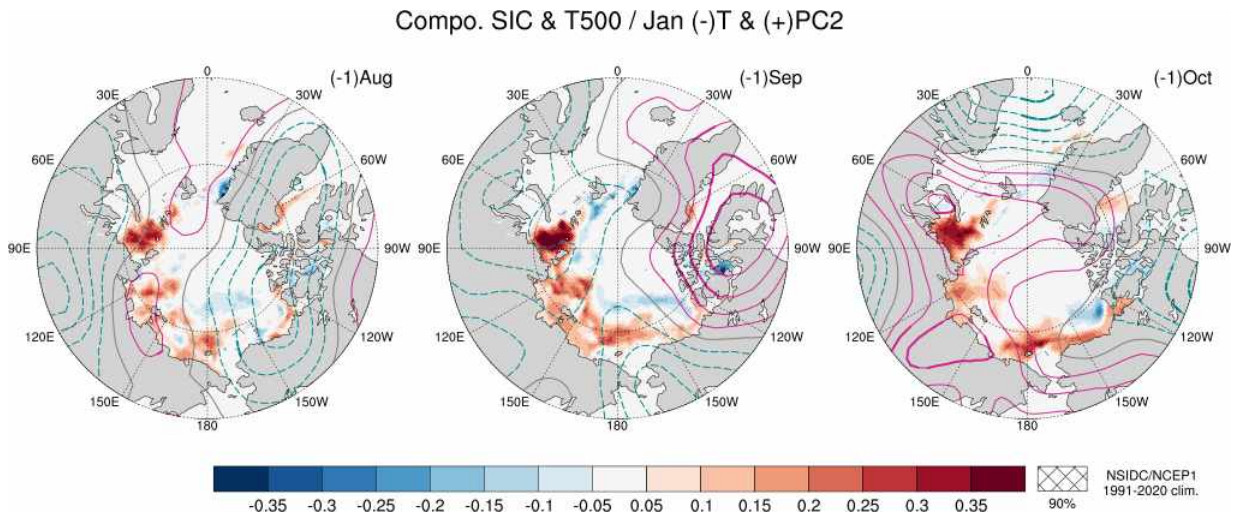 Compo. SIC & T500 / Jan (-)T & (+)PC2
(-1)Aug
(-1)Sep
(-1)Oct
0
30E
30W
60E
60W
90E
90W
120E
120W
150E
150W
180
0
30E
30W
60E
60W
90E
90W
120E
120W
150E
150W
180
0
30E
30W
60E
60W
90E
90W
120E
120W
150E
150W
180
-0.35 -0.3 -0.25 -0.2 -0.15 -0.1 -0.05 0.05 0.1 0.15 0.2 0.25 0.3 0.35
90%
NSIDC/NCEP1
1991-2020 clim.